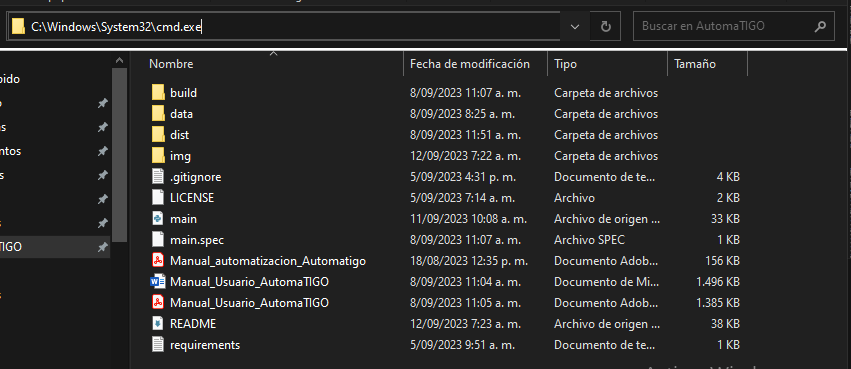 C:\Windows\System32\cmd.exe
Buscar en AutomaTIGO
Nombre Fecha de modificación Tipo Tamaño
build 8/09/2023 11:07 a. m. Carpeta de archivos
data 8/09/2023 8:25 a. m. Carpeta de archivos
dist 8/09/2023 11:51 a. m. Carpeta de archivos
img 12/09/2023 7:22 a. m. Carpeta de archivos
.gitignore 5/09/2023 4:31 p. m. Documento de te... 4 KB
LICENSE 5/09/2023 7:14 a. m. Archivo 2 KB
main 11/09/2023 10:08 a. m. Archivo de origen ... 33 KB
main.spec 8/09/2023 11:07 a. m. Archivo SPEC 1 KB
Manual_automatizacion_Automatigo 18/08/2023 12:35 p. m. Documento Adob... 156 KB
Manual_Usuario_AutomaTIGO 8/09/2023 11:04 a. m. Documento de Mi... 1.496 KB
Manual_Usuario_AutomaTIGO 8/09/2023 11:05 a. m. Documento Adob... 1.385 KB
README 12/09/2023 7:23 a. m. Archivo de origen ... 38 KB
requirements 5/09/2023 9:51 a. m. Documento de te... 1 KB